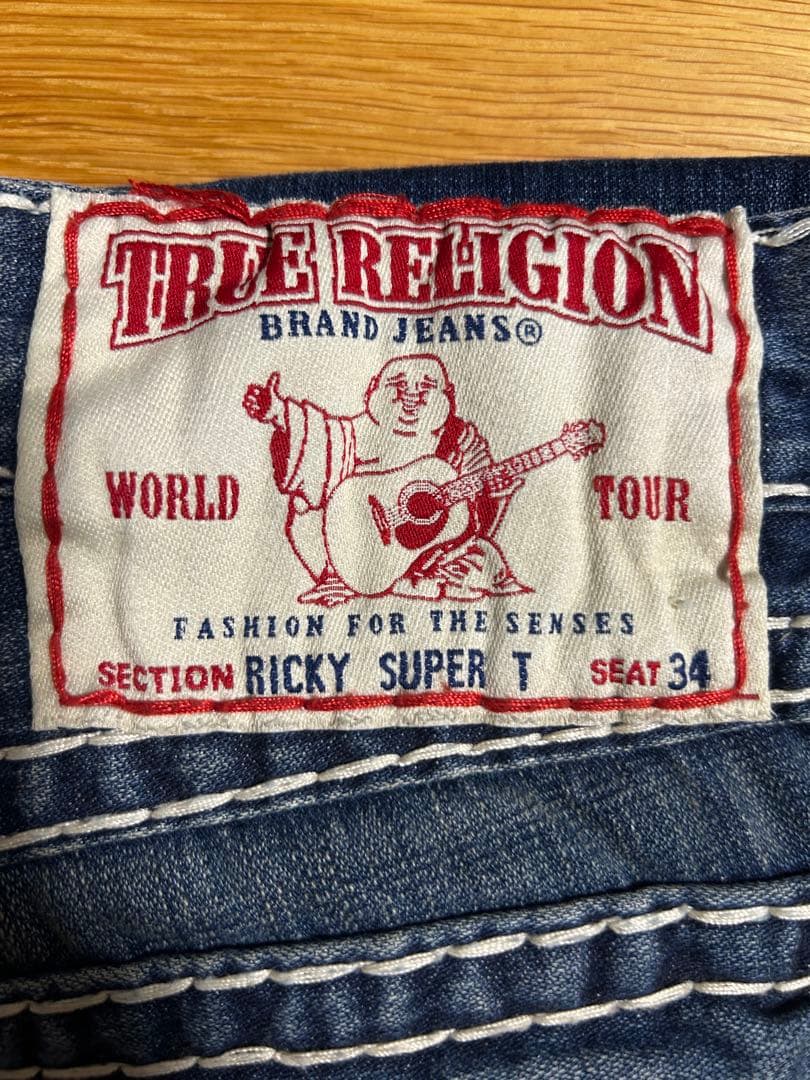 TRUE RELIGION
BRAND JEANS®
WORLD TOUR
FASHION FOR THE SENSES
SECTION RICKY SUPER T SEAT 34